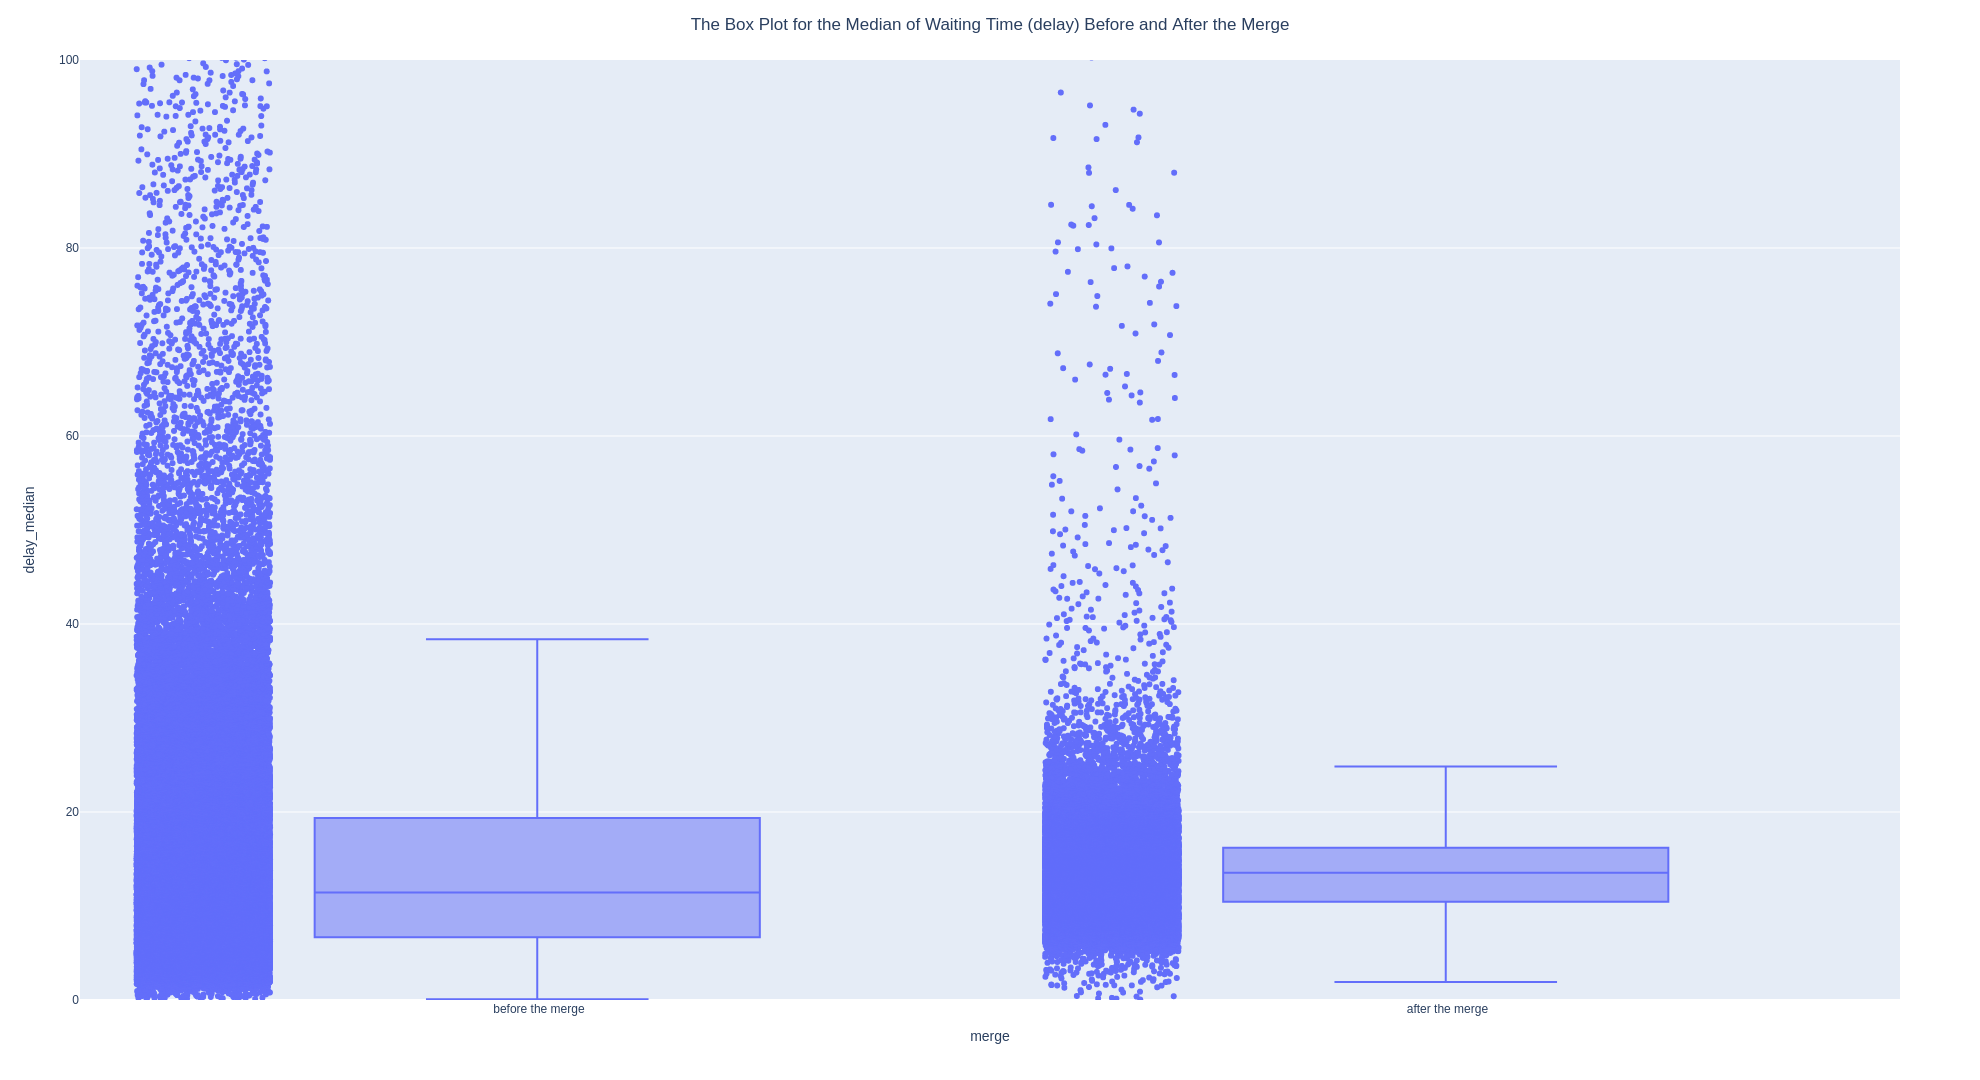 The Box Plot for the Median of Waiting Time (delay) Before and After the Merge
100
80
60
40
20
0
delay_median
before the merge
after the merge
merge